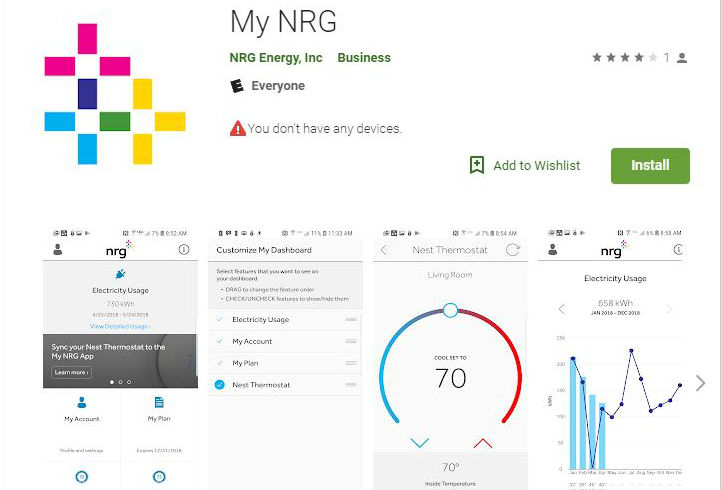 My NRG
NRG Energy, Inc Business
1
E Everyone
You don't have any devices.
Add to Wishlist
Install
7% 8:52 AM
nrg
Electricity Usage
730 kWh
4/25/2018 - 5/24/2018
View Detailed Usage ›
Sync your Nest Thermostat to the
My NRG App
Learn more ›
My Account
My Plan
Profile and settings
Expires 12/31/2018
11% 11:33 AM
Customize My Dashboard
Select features that you want to see on
your dashboard.
• DRAG to change the feature order
• CHECK/UNCHECK features to show/hide them
Electricity Usage
My Account
My Plan
Nest Thermostat
7% 8:54 AM
Nest Thermostat
Living Room
COOL SET TO
70
70°
Inside Temperature
6% 8:58 AM
nrg
Electricity Usage
658 kWh
JAN 2018 - DEC 2018
kWh
250
200
150
100
50
0
Jan Feb Mar Apr May Jun Jul Aug Sep Oct Nov De